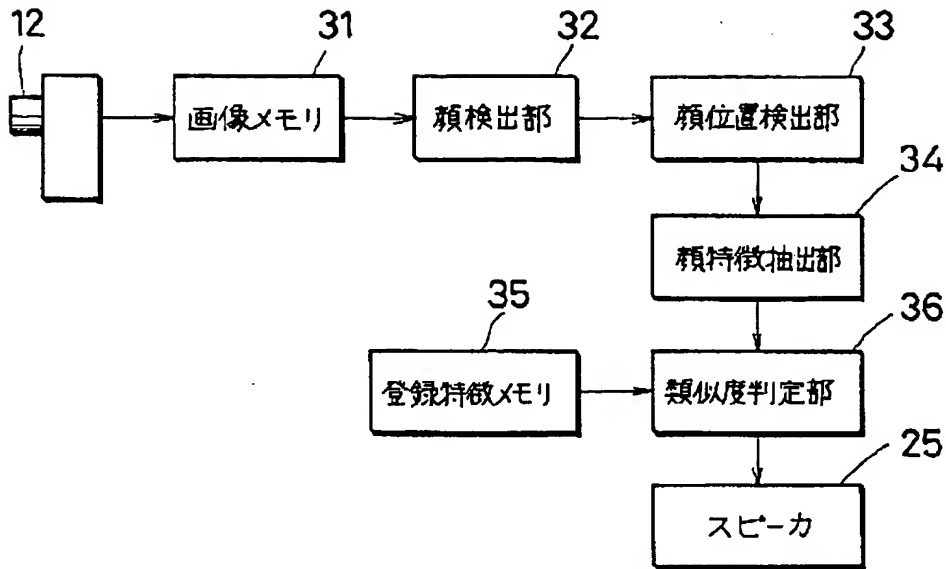 12
31
32
33
画像メモリ
顔検出部
顔位置検出部
34
顔特徴抽出部
35
36
登録特徴メモリ
類似度判定部
25
スピーカ